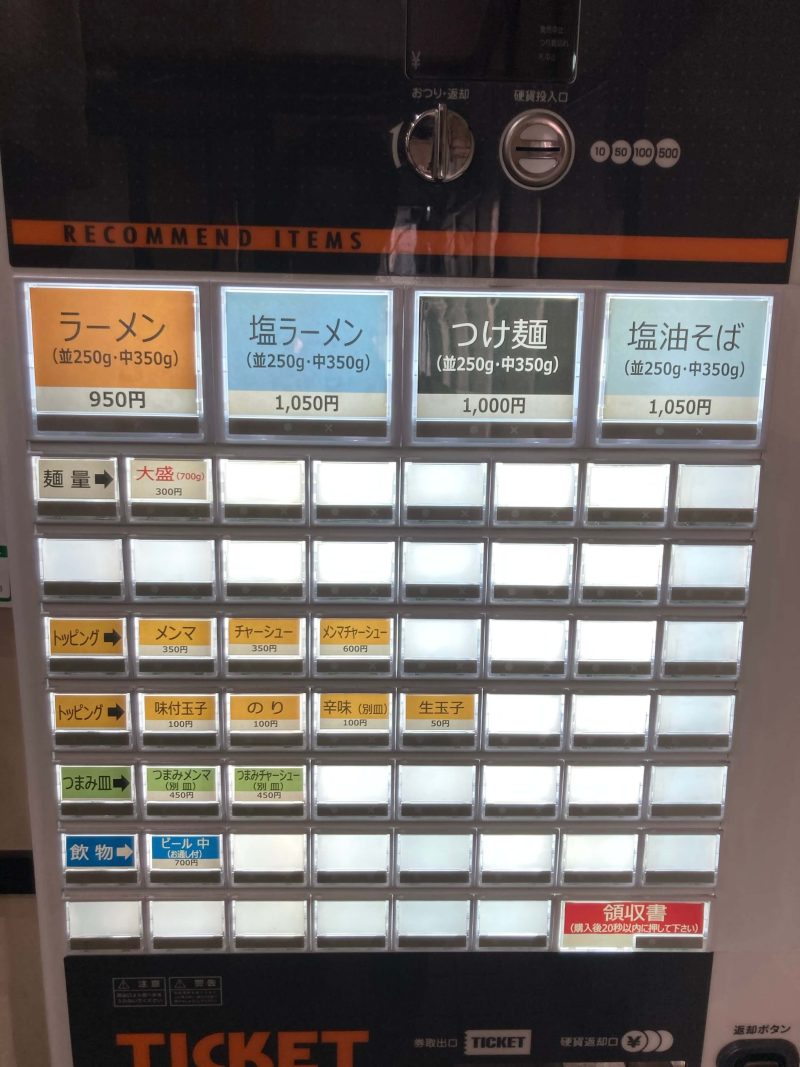 ¥
おつり・返却
硬貨投入口
10 50 100 500
RECOMMEND ITEMS
ラーメン
(並250g・中350g)
950円
塩ラーメン
(並250g・中350g)
1,050円
つけ麺
(並250g・中350g)
1,000円
塩油そば
(並250g・中350g)
1,050円
麺量➡
大盛(700g)
300円
トッピング➡
メンマ
350円
チャーシュー
350円
メンマチャーシュー
600円
トッピング➡
味付玉子
100円
のり
100円
辛味(別皿)
100円
生玉子
50円
つまみ皿➡
つまみメンマ
(別皿)
450円
つまみチャーシュー
(別皿)
450円
飲物➡
ビール中
(お通し付)
700円
領収書
(購入後20秒以内に押して下さい)
注意
警告
TICKET
券取出口
TICKET
硬貨返却口
¥
返却ボタン